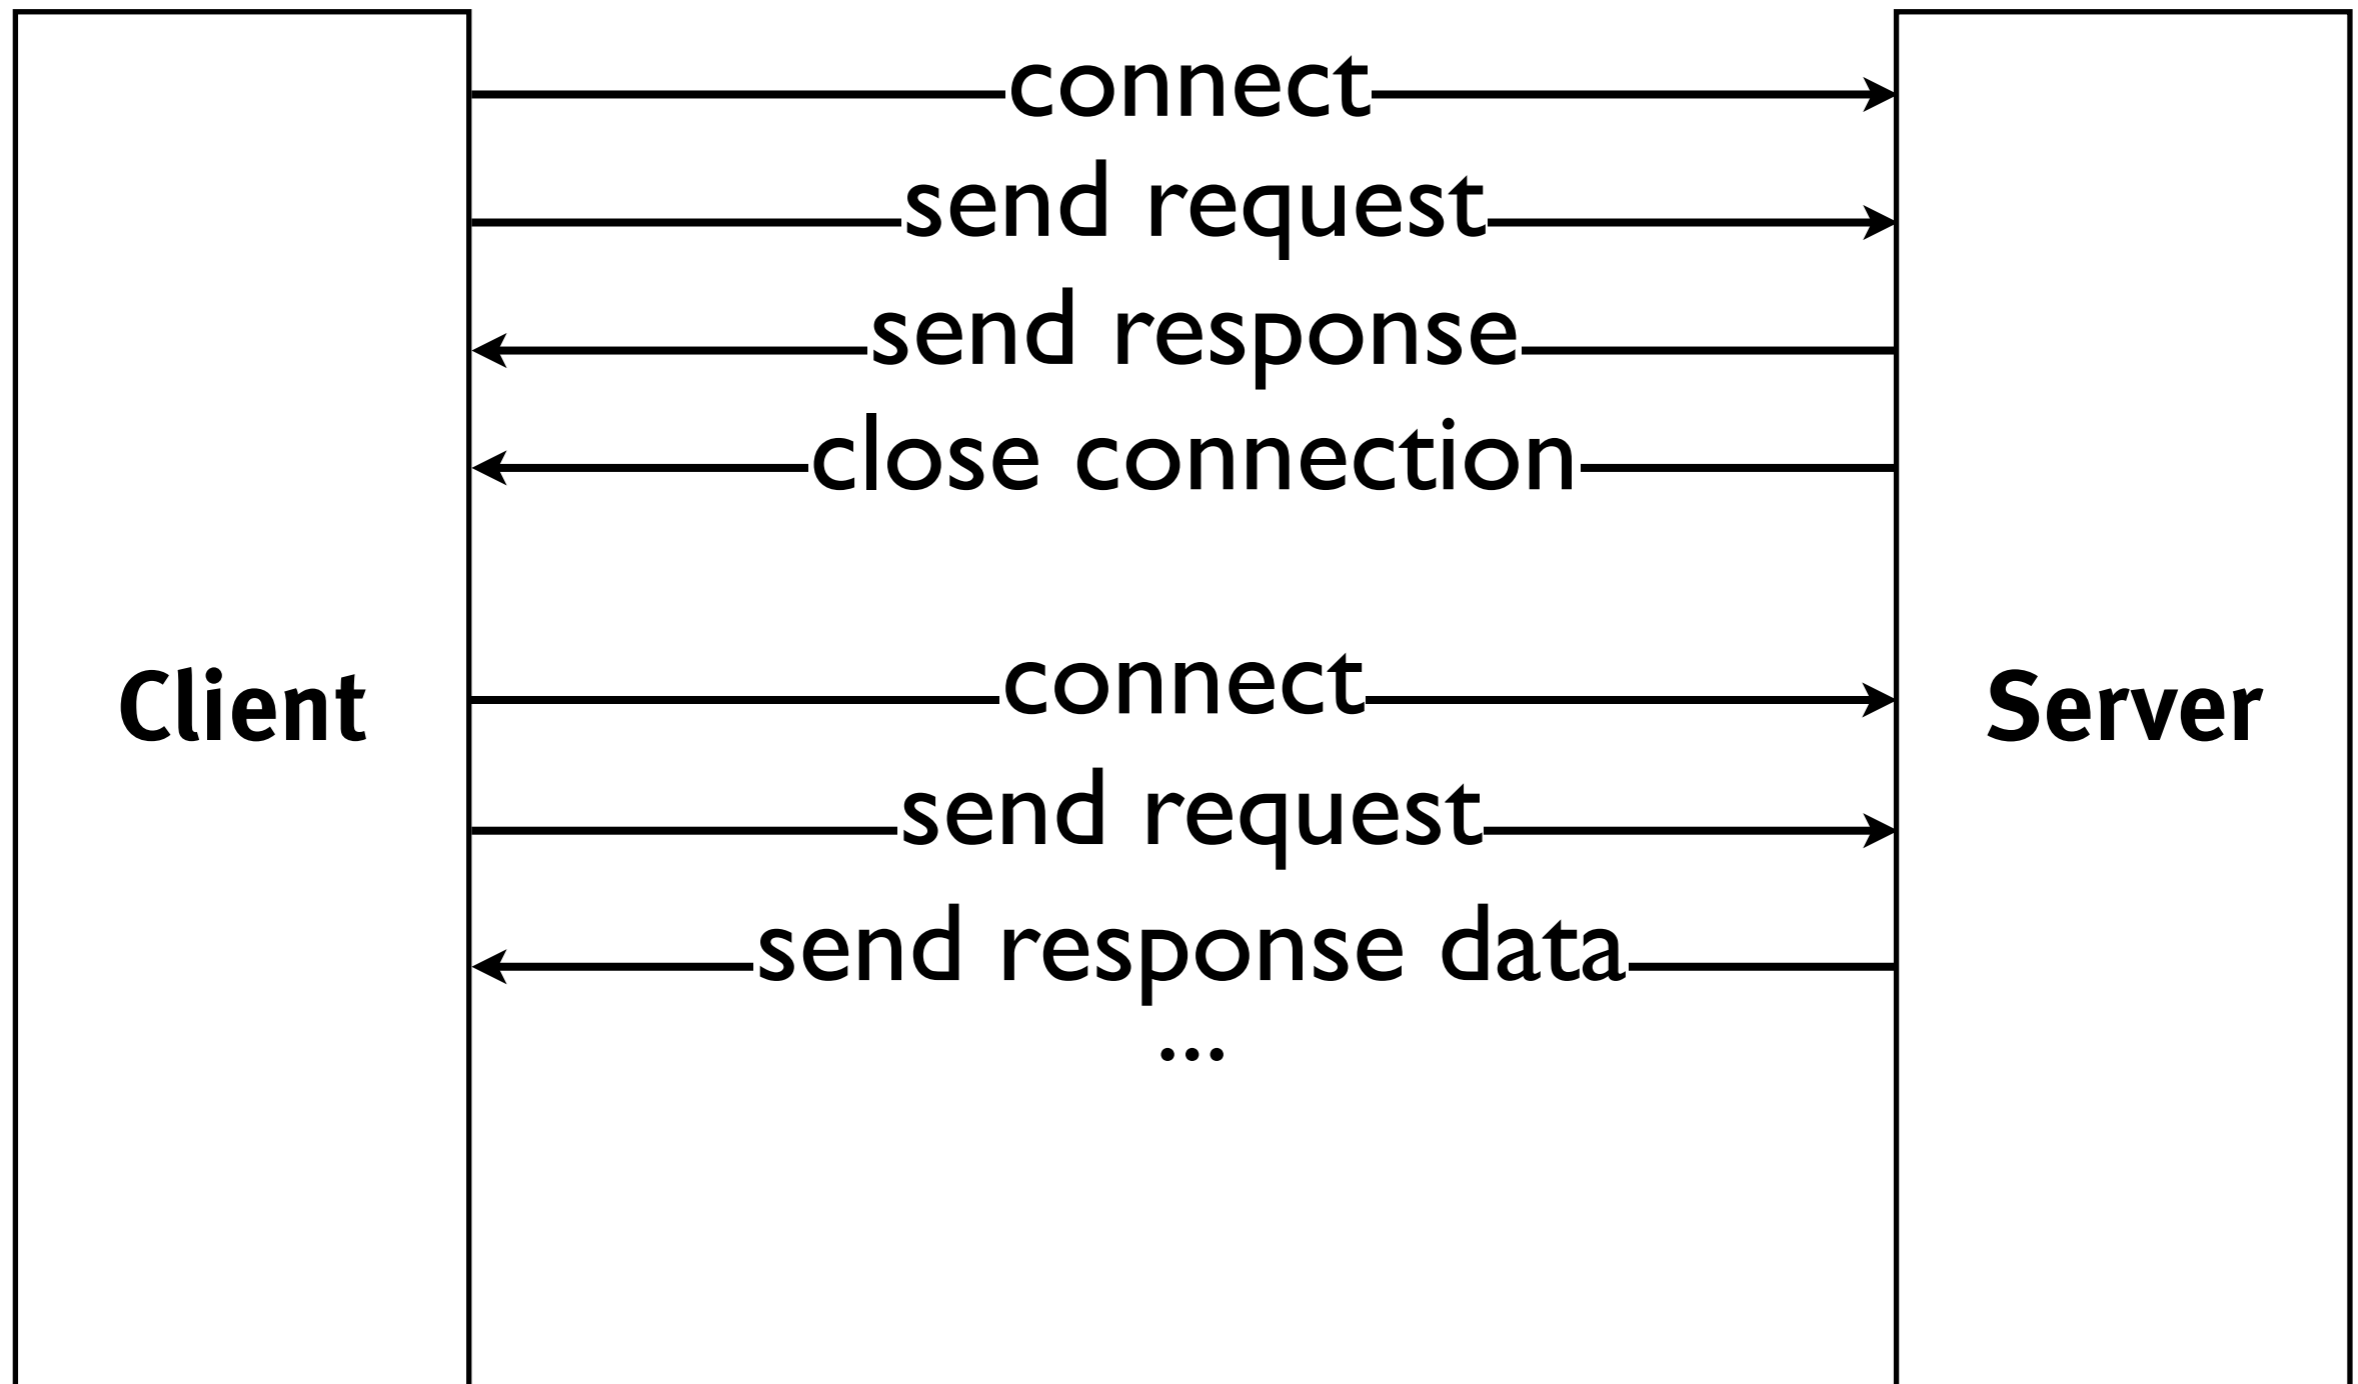 connect
send request
send response
close connection
connect
Client
Server
send request
send response data
...